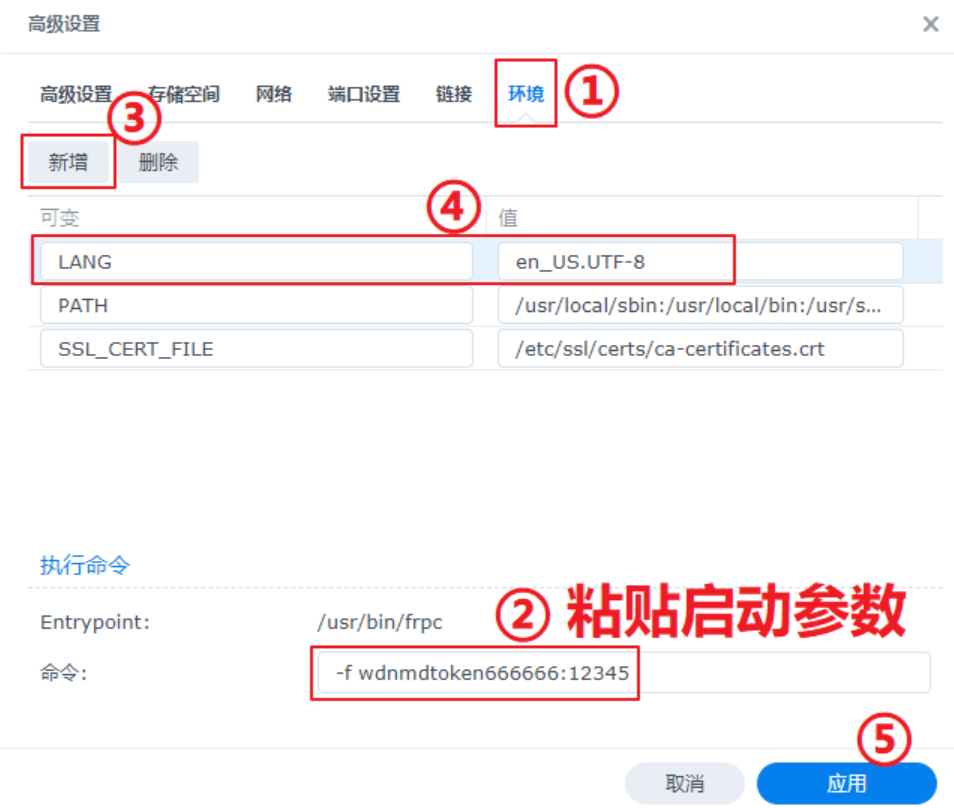 高级设置
高级设置 存储空间 网络 端口设置 链接 环境 ①
③
新增 删除
④
可变 值
LANG en_US.UTF-8
PATH /usr/local/sbin:/usr/local/bin:/usr/s...
SSL_CERT_FILE /etc/ssl/certs/ca-certificates.crt
执行命令
Entrypoint: /usr/bin/frpc ② 粘贴启动参数
命令: -f wdnmdtoken666666:12345
⑤
取消 应用